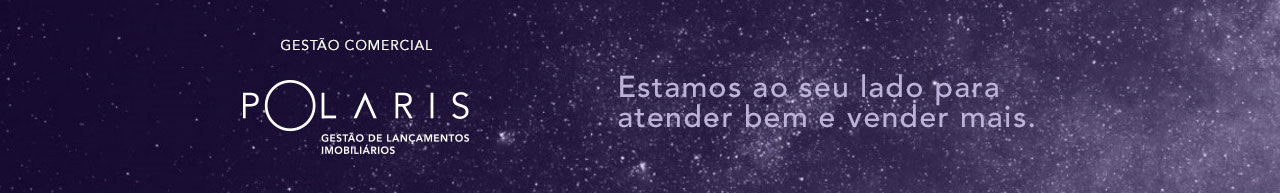 GESTÃO COMERCIAL
POLARIS
GESTÃO DE LANÇAMENTOS
IMOBILIÁRIOS
Estamos ao seu lado para
atender bem e vender mais.